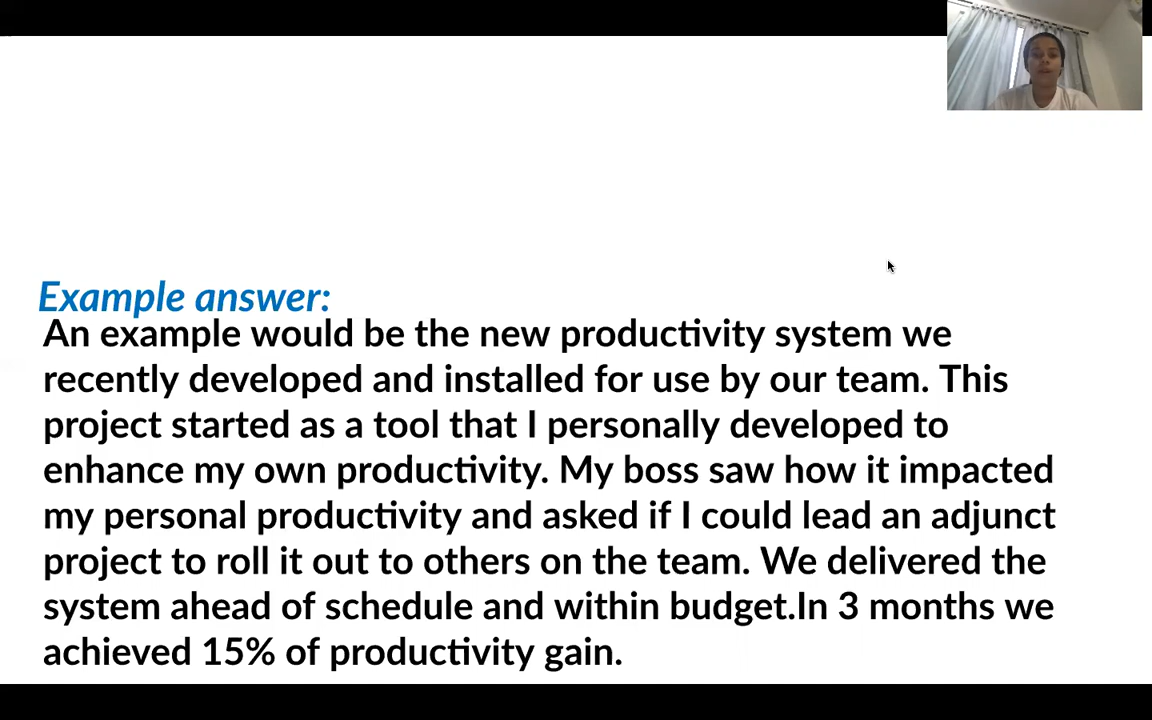 Example answer:
An example would be the new productivity system we
recently developed and installed for use by our team. This
project started as a tool that I personally developed to
enhance my own productivity. My boss saw how it impacted
my personal productivity and asked if I could lead an adjunct
project to roll it out to others on the team. We delivered the
system ahead of schedule and within budget.In 3 months we
achieved 15% of productivity gain.